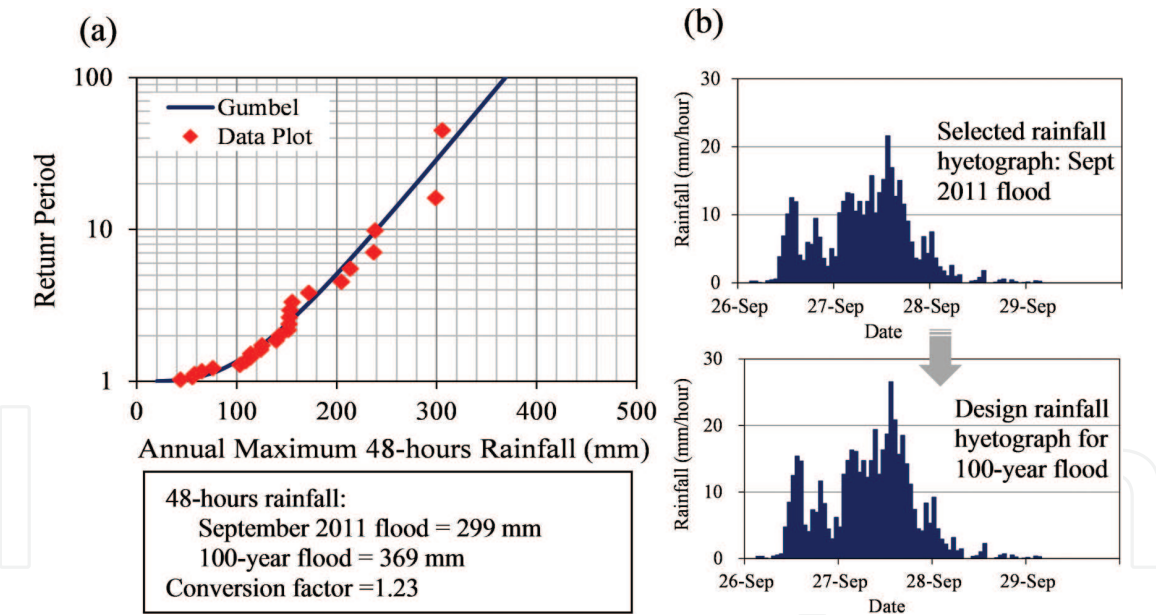 (a)
100
10
1
Retunr Period
Gumbel
Data Plot
0 100 200 300 400 500
Annual Maximum 48-hours Rainfall (mm)
48-hours rainfall:
September 2011 flood = 299 mm
100-year flood = 369 mm
Conversion factor =1.23
(b)
30
20
10
0
Rainfall (mm/hour)
Selected rainfall
hyetograph: Sept
2011 flood
26-Sep 27-Sep 28-Sep 29-Sep
Date
30
20
10
0
Rainfall (mm/hour)
Design rainfall
hyetograph for
100-year flood
26-Sep 27-Sep 28-Sep 29-Sep
Date